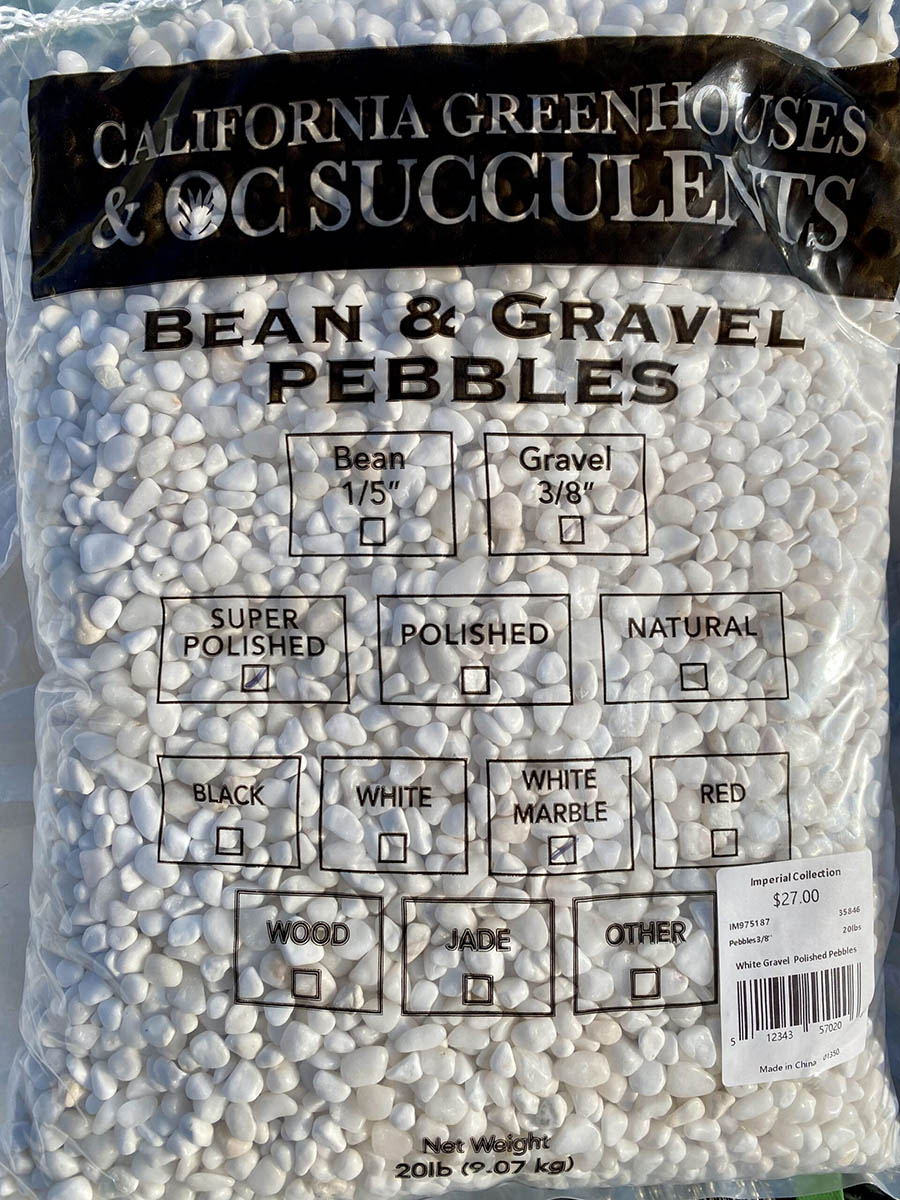 CALIFORNIA GREENHOUSES
& OC SUCCULENTS
BEAN & GRAVEL
PEBBLES
Bean
1/5"
Gravel
3/8"
SUPER
POLISHED
POLISHED
NATURAL
BLACK
WHITE
WHITE
MARBLE
RED
WOOD
JADE
OTHER
Imperial Collection
$27.00
IM975187 35846
Pebbles3/8" 20lbs
White Gravel Polished Pebbles
5 12343 57020
Made in China 01350
Net Weight
20lb (9.07 kg)